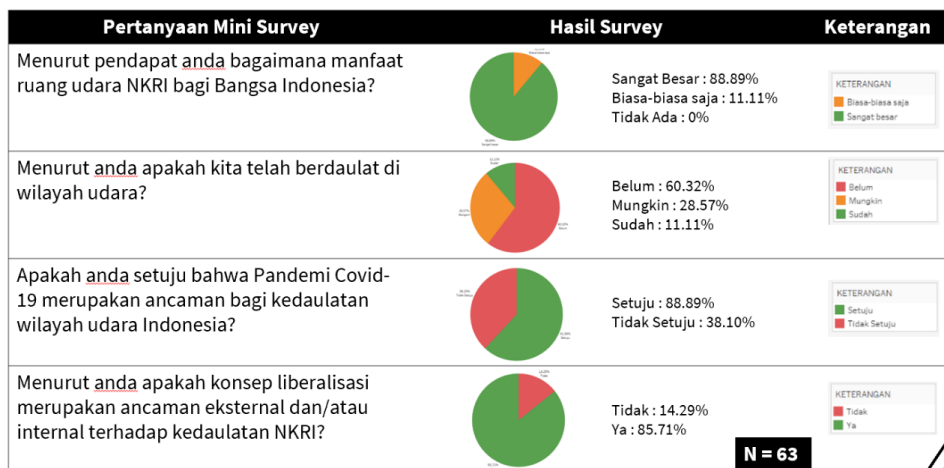 Pertanyaan Mini Survey
Hasil Survey
Keterangan
Menurut pendapat anda bagaimana manfaat
ruang udara NKRI bagi Bangsa Indonesia?
Sangat Besar : 88.89%
Biasa-biasa saja : 11.11%
Tidak Ada : 0%
KETERANGAN
Biasa-biasa saja
Sangat besar
Menurut anda apakah kita telah berdaulat di
wilayah udara?
Belum : 60.32%
Mungkin : 28.57%
Sudah : 11.11%
KETERANGAN
Belum
Mungkin
Sudah
Apakah anda setuju bahwa Pandemi Covid-
19 merupakan ancaman bagi kedaulatan
wilayah udara Indonesia?
Setuju : 88.89%
Tidak Setuju : 38.10%
KETERANGAN
Setuju
Tidak Setuju
Menurut anda apakah konsep liberalisasi
merupakan ancaman eksternal dan/atau
internal terhadap kedaulatan NKRI?
Tidak : 14.29%
Ya : 85.71%
KETERANGAN
Tidak
Ya
N = 63